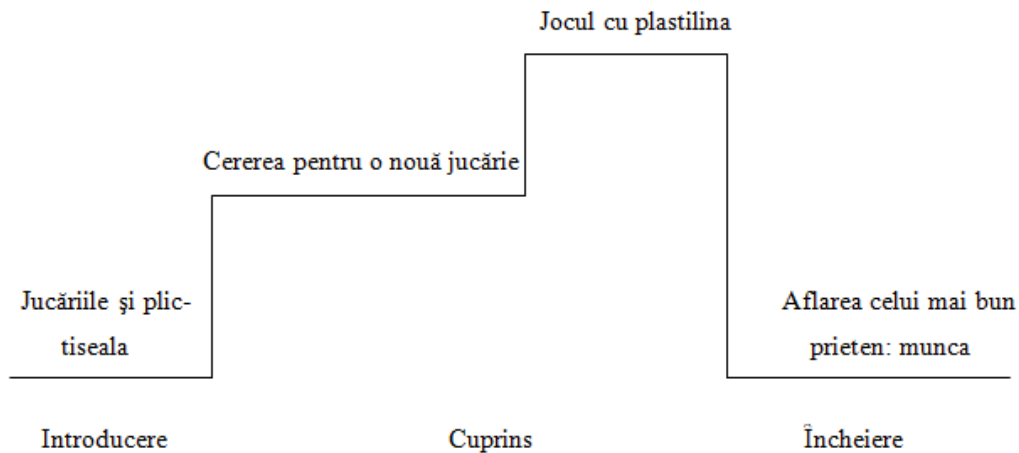 Jocul cu plastilina
Cererea pentru o nouă jucărie
Jucăriile şi plic-
tiseala
Aflarea celui mai bun
prieten: munca
Introducere
Cuprins
Încheiere